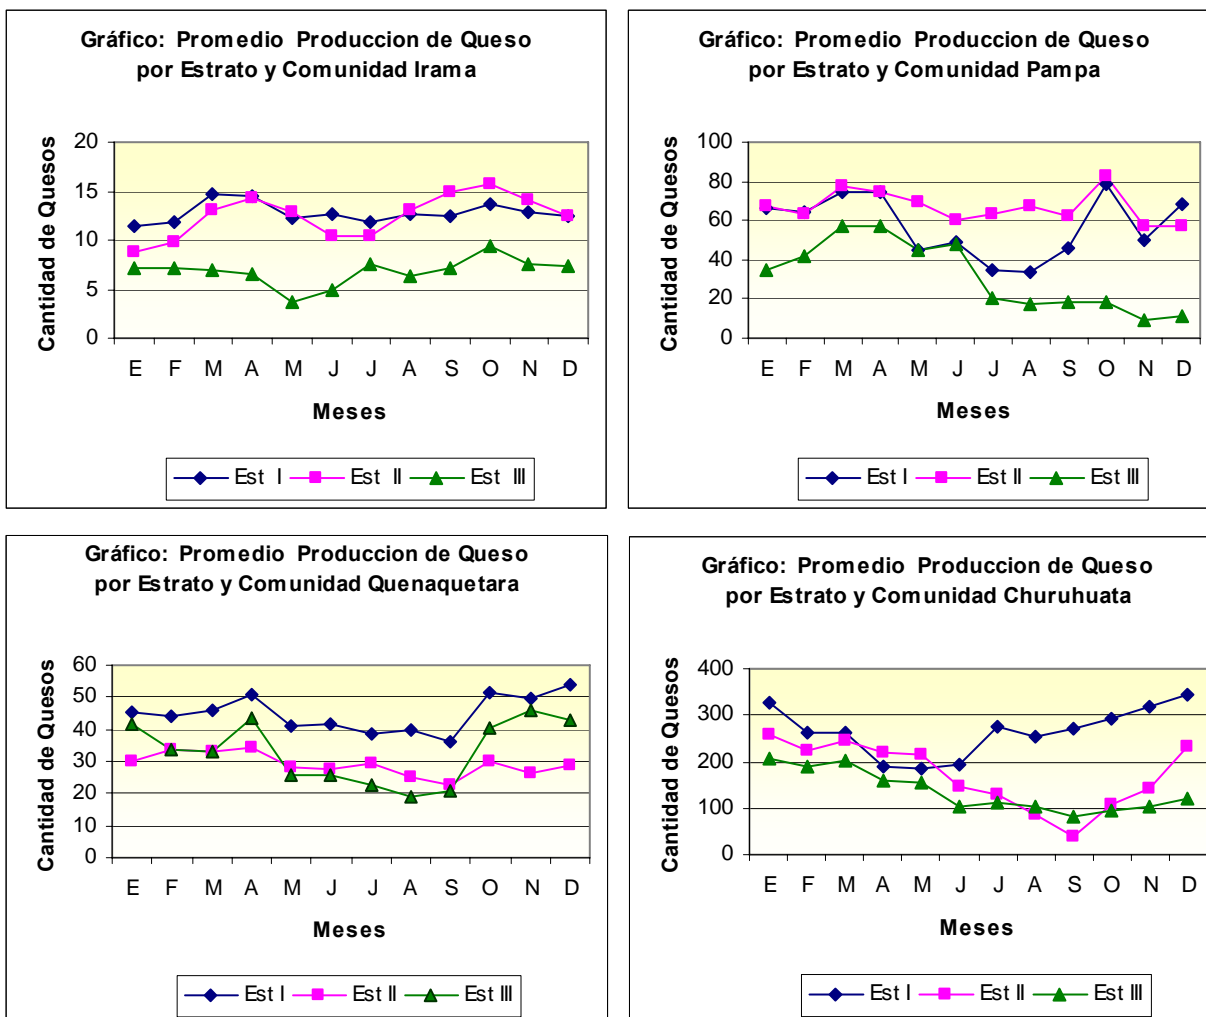 Gráfico: Promedio Produccion de Queso
por Estrato y Comunidad Irama
Cantidad de Quesos
20
15
10
5
0
E F M A M J J A S O N D
Meses
Est I Est II Est III
Gráfico: Promedio Produccion de Queso
por Estrato y Comunidad Pampa
Cantidad de Quesos
100
80
60
40
20
0
E F M A M J J A S O N D
Meses
Est I Est II Est III
Gráfico: Promedio Produccion de Queso
por Estrato y Comunidad Quenaquetara
Cantidad de Quesos
60
50
40
30
20
10
0
E F M A M J J A S O N D
Meses
Est I Est II Est III
Gráfico: Promedio Produccion de Queso
por Estrato y Comunidad Churuhuata
Cantidad de Quesos
400
300
200
100
0
E F M A M J J A S O N D
Meses
Est I Est II Est III